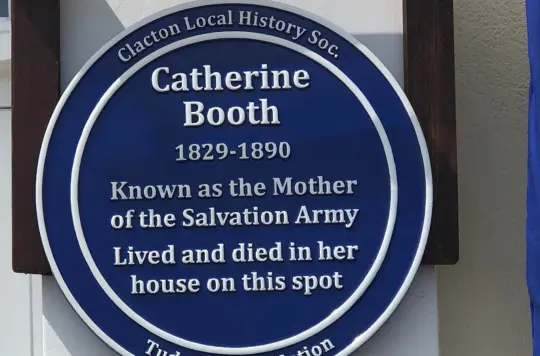 Clacton Local History Soc.
Catherine
Booth
1829-1890
Known as the Mother
of the Salvation Army
Lived and died in her
house on this spot